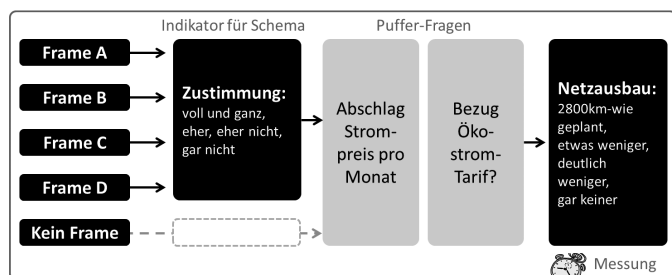 Indikator für Schema
Puffer-Fragen
Frame A
Frame B
Frame C
Frame D
Kein Frame
Zustimmung:
voll und ganz,
eher, eher nicht,
gar nicht
Abschlag
Strom-
preis pro
Monat
Bezug
Öko-
strom-
Tarif?
Netzausbau:
2800km-wie
geplant,
etwas weniger,
deutlich
weniger,
gar keiner
Messung